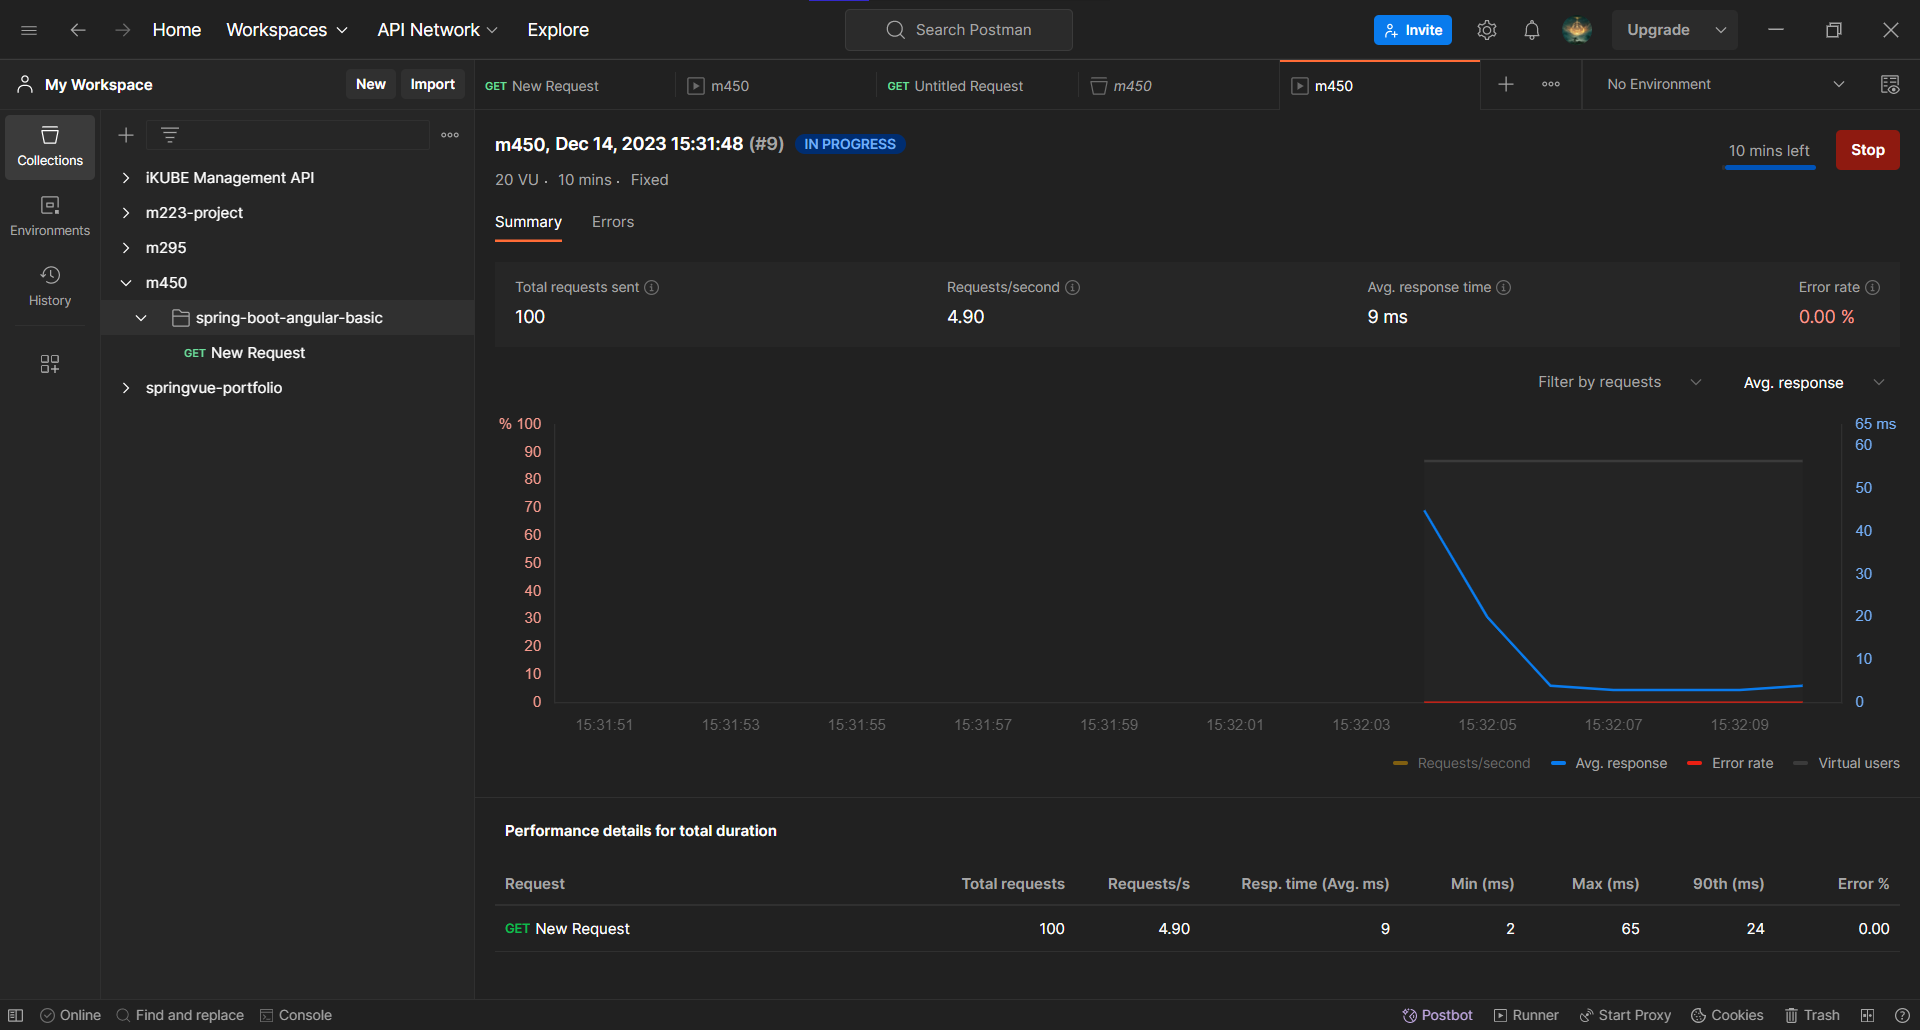 Home Workspaces API Network Explore Search Postman Invite Upgrade
My Workspace New Import GET New Request m450 GET Untitled Request m450 m450 No Environment
Collections
Environments
History
iKUBE Management API
m223-project
m295
m450
spring-boot-angular-basic
GET New Request
springvue-portfolio
m450, Dec 14, 2023 15:31:48 (#9) IN PROGRESS 10 mins left Stop
20 VU · 10 mins · Fixed
Summary Errors
Total requests sent Requests/second Avg. response time Error rate
100 4.90 9 ms 0.00 %
Filter by requests Avg. response
% 100
90
80
70
60
50
40
30
20
10
0
65 ms
60
50
40
30
20
10
0
15:31:51 15:31:53 15:31:55 15:31:57 15:31:59 15:32:01 15:32:03 15:32:05 15:32:07 15:32:09
Requests/second Avg. response Error rate Virtual users
Performance details for total duration
Request Total requests Requests/s Resp. time (Avg. ms) Min (ms) Max (ms) 90th (ms) Error %
GET New Request 100 4.90 9 2 65 24 0.00
Online Find and replace Console Postbot Runner Start Proxy Cookies Trash